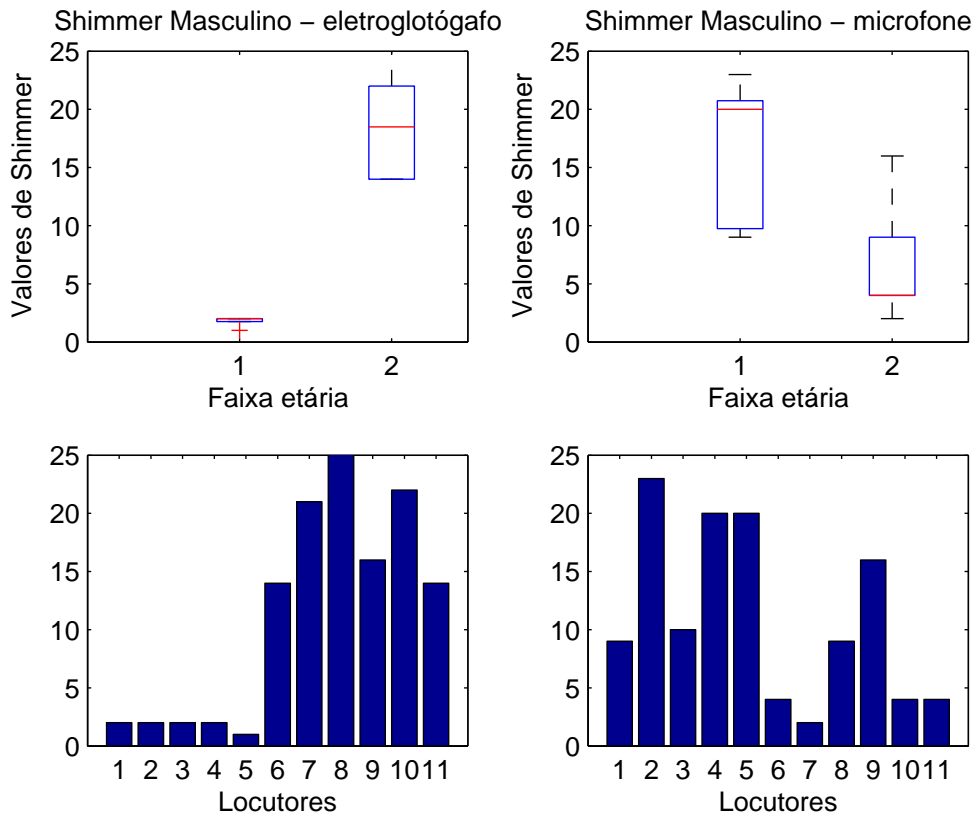 Shimmer Masculino − eletroglotógafo
25
20
15
10
5
0
Valores de Shimmer
1 2
Faixa etária
Shimmer Masculino − microfone
25
20
15
10
5
0
Valores de Shimmer
1 2
Faixa etária
25
20
15
10
5
0
1 2 3 4 5 6 7 8 9 10 11
Locutores
25
20
15
10
5
0
1 2 3 4 5 6 7 8 9 10 11
Locutores